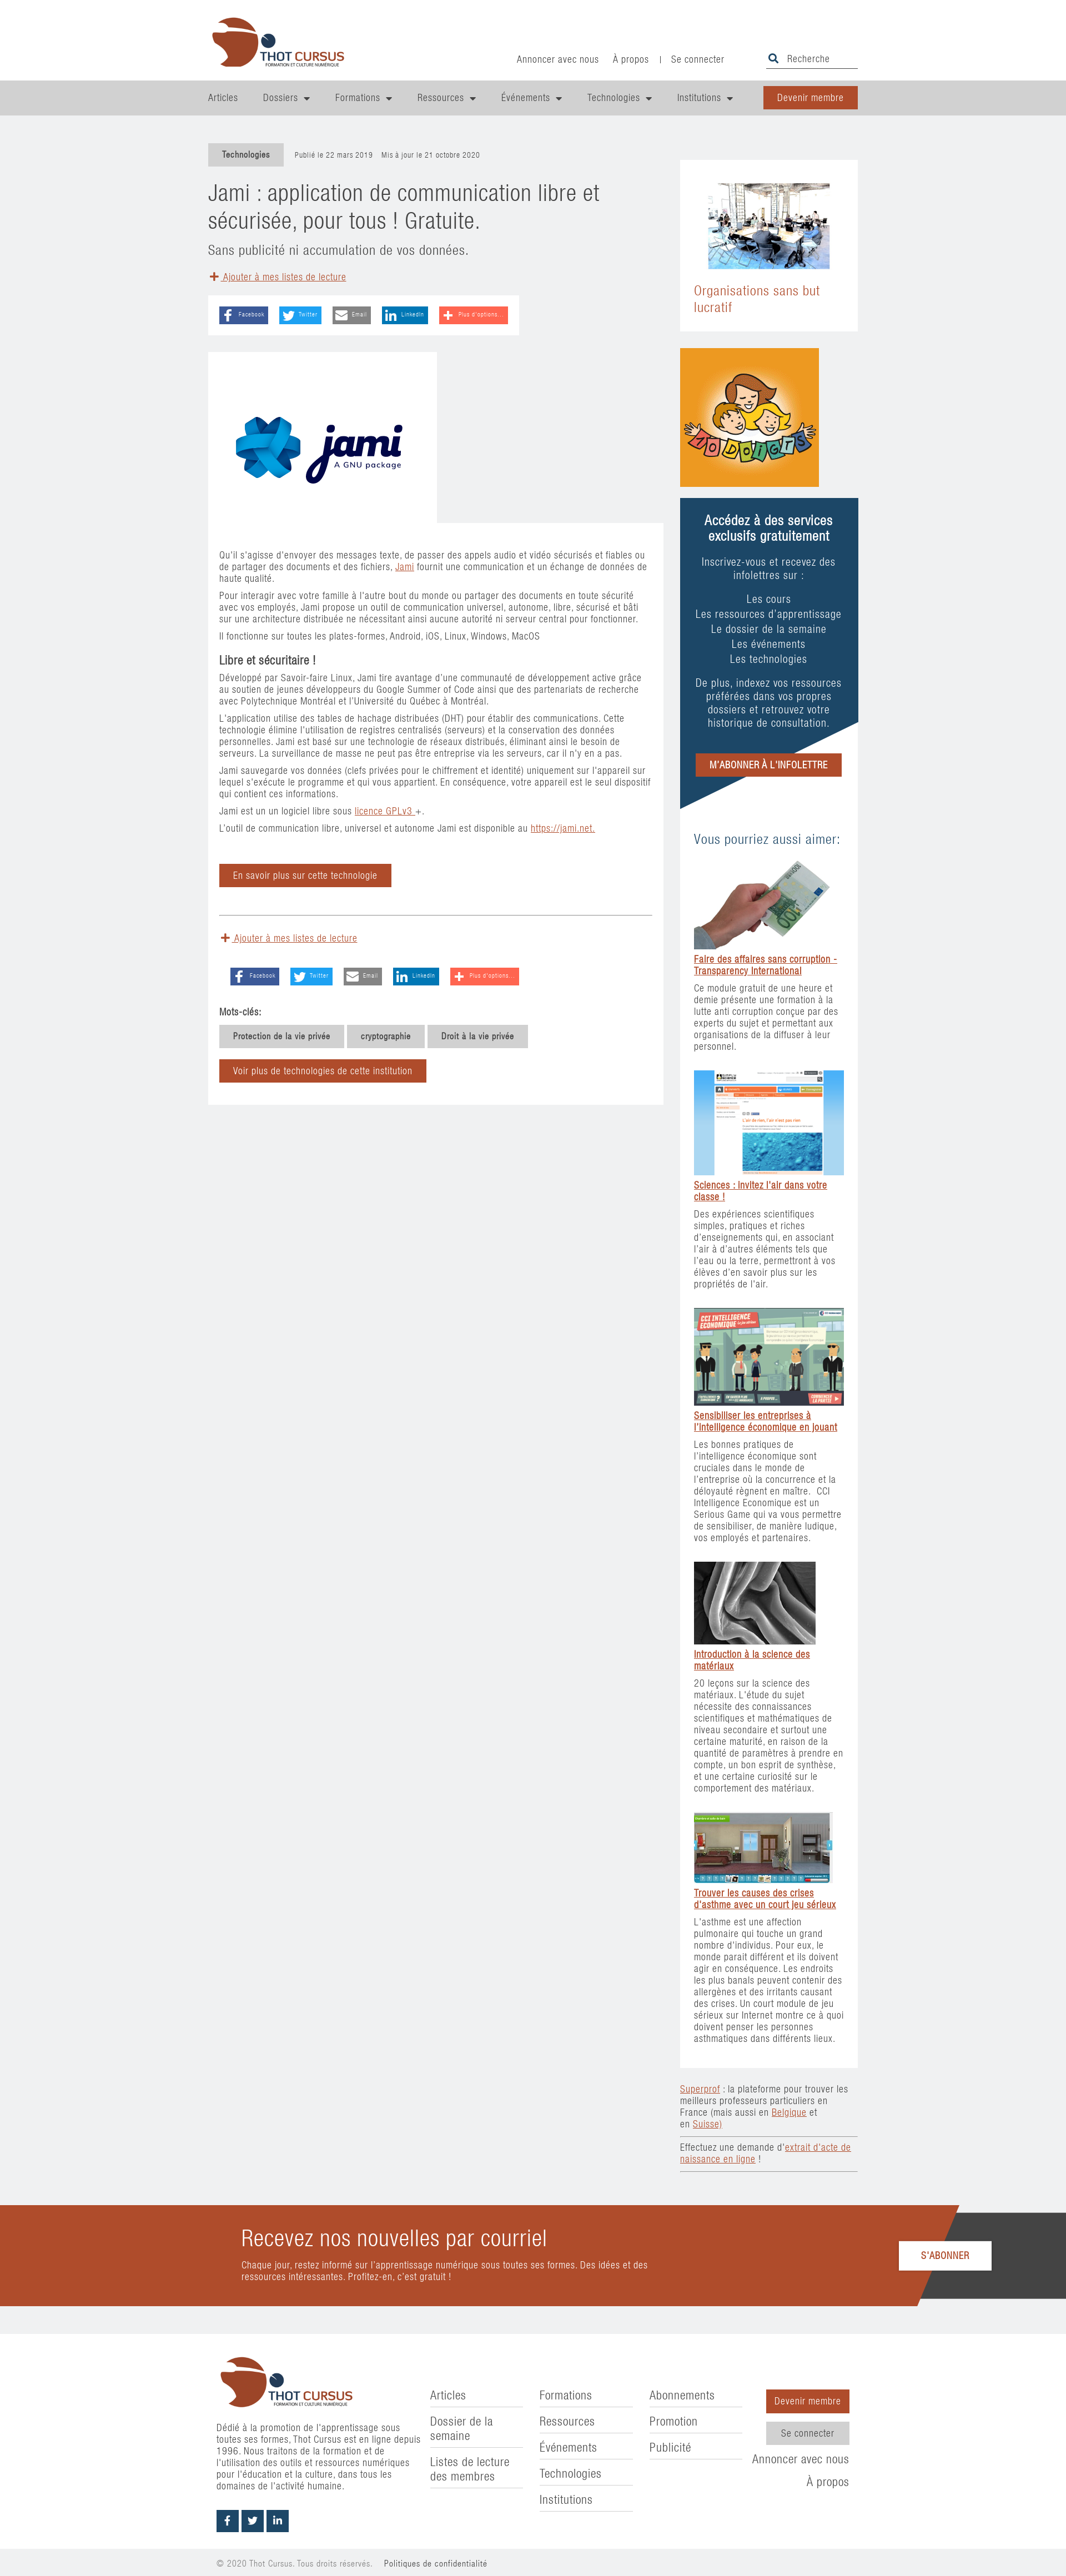 THOT CURSUS
FORMATION ET CULTURE NUMÉRIQUE
Annoncer avec nous
À propos
|
Se connecter
Recherche
Articles
Dossiers
Formations
Ressources
Événements
Technologies
Institutions
Devenir membre
Technologies
Publié le 22 mars 2019 Mis à jour le 21 octobre 2020
Jami : application de communication libre et
sécurisée, pour tous ! Gratuite.
Sans publicité ni accumulation de vos données.
Ajouter à mes listes de lecture
Facebook
Twitter
Email
LinkedIn
Plus d'options...
jami
A GNU package
Qu'il s'agisse d'envoyer des messages texte, de passer des appels audio et vidéo sécurisés et fiables ou
de partager des documents et des fichiers, Jami fournit une communication et un échange de données de
haute qualité.
Pour interagir avec votre famille à l'autre bout du monde ou partager des documents en toute sécurité
avec vos employés, Jami propose un outil de communication universel, autonome, libre, sécurisé et bâti
sur une architecture distribuée ne nécessitant ainsi aucune autorité ni serveur central pour fonctionner.
Il fonctionne sur toutes les plates-formes, Android, iOS, Linux, Windows, MacOS
Libre et sécuritaire !
Développé par Savoir-faire Linux, Jami tire avantage d'une communauté de développement active grâce
au soutien de jeunes développeurs du Google Summer of Code ainsi que des partenariats de recherche
avec Polytechnique Montréal et l'Université du Québec à Montréal.
L'application utilise des tables de hachage distribuées (DHT) pour établir des communications. Cette
technologie élimine l'utilisation de registres centralisés (serveurs) et la conservation des données
personnelles. Jami est basé sur une technologie de réseaux distribués, éliminant ainsi le besoin de
serveurs. La surveillance de masse ne peut pas être entreprise via les serveurs, car il n'y en a pas.
Jami sauvegarde vos données (clefs privées pour le chiffrement et identité) uniquement sur l'appareil sur
lequel s'exécute le programme et qui vous appartient. En conséquence, votre appareil est le seul dispositif
qui contient ces informations.
Jami est un un logiciel libre sous licence GPLv3 +.
L'outil de communication libre, universel et autonome Jami est disponible au https://jami.net.
En savoir plus sur cette technologie
Ajouter à mes listes de lecture
Facebook
Twitter
Email
LinkedIn
Plus d'options...
Mots-clés:
Protection de la vie privée
cryptographie
Droit à la vie privée
Voir plus de technologies de cette institution
Organisations sans but
lucratif
10 DOIGTS
Accédez à des services
exclusifs gratuitement
Inscrivez-vous et recevez des
infolettres sur :
Les cours
Les ressources d'apprentissage
Le dossier de la semaine
Les événements
Les technologies
De plus, indexez vos ressources
préférées dans vos propres
dossiers et retrouvez votre
historique de consultation.
M'ABONNER À L'INFOLETTRE
Vous pourriez aussi aimer:
Faire des affaires sans corruption -
Transparency International
Ce module gratuit de une heure et
demie présente une formation à la
lutte anti corruption conçue par des
experts du sujet et permettant aux
organisations de la diffuser à leur
personnel.
L'air de rien, l'air n'est pas rien
Sciences : invitez l'air dans votre
classe !
Des expériences scientifiques
simples, pratiques et riches
d'enseignements qui, en associant
l'air à d'autres éléments tels que
l'eau ou la terre, permettront à vos
élèves d'en savoir plus sur les
propriétés de l'air.
CCI INTELLIGENCE
ECONOMIQUE
Sensibiliser les entreprises à
l'intelligence économique en jouant
Les bonnes pratiques de
l'intelligence économique sont
cruciales dans le monde de
l'entreprise où la concurrence et la
déloyauté règnent en maître. CCI
Intelligence Economique est un
Serious Game qui va vous permettre
de sensibiliser, de manière ludique,
vos employés et partenaires.
Introduction à la science des
matériaux
20 leçons sur la science des
matériaux. L'étude du sujet
nécessite des connaissances
scientifiques et mathématiques de
niveau secondaire et surtout une
certaine maturité, en raison de la
quantité de paramètres à prendre en
compte, un bon esprit de synthèse,
et une certaine curiosité sur le
comportement des matériaux.
Trouver les causes des crises
d'asthme avec un court jeu sérieux
L'asthme est une affection
pulmonaire qui touche un grand
nombre d'individus. Pour eux, le
monde parait différent et ils doivent
agir en conséquence. Les endroits
les plus banals peuvent contenir des
allergènes et des irritants causant
des crises. Un court module de jeu
sérieux sur Internet montre ce à quoi
doivent penser les personnes
asthmatiques dans différents lieux.
Superprof : la plateforme pour trouver les
meilleurs professeurs particuliers en
France (mais aussi en Belgique et
en Suisse)
Effectuez une demande d'extrait d'acte de
naissance en ligne !
Recevez nos nouvelles par courriel
Chaque jour, restez informé sur l'apprentissage numérique sous toutes ses formes. Des idées et des
ressources intéressantes. Profitez-en, c'est gratuit !
S'ABONNER
THOT CURSUS
FORMATION ET CULTURE NUMÉRIQUE
Dédié à la promotion de l'apprentissage sous
toutes ses formes, Thot Cursus est en ligne depuis
1996. Nous traitons de la formation et de
l'utilisation des outils et ressources numériques
pour l'éducation et la culture, dans tous les
domaines de l'activité humaine.
Articles
Dossier de la
semaine
Listes de lecture
des membres
Formations
Ressources
Événements
Technologies
Institutions
Abonnements
Promotion
Publicité
Devenir membre
Se connecter
Annoncer avec nous
À propos
© 2020 Thot Cursus. Tous droits réservés. Politiques de confidentialité